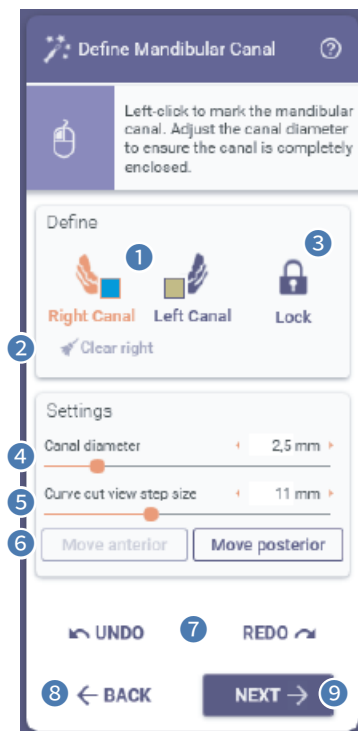 Define Mandibular Canal ?
Left-click to mark the mandibular
canal. Adjust the canal diameter
to ensure the canal is completely
enclosed.
Define
1
3
Right Canal Left Canal Lock
2 Clear right
Settings
4 Canal diameter 2,5 mm
5 Curve cut view step size 11 mm
6 Move anterior Move posterior
UNDO 7 REDO
8 ← BACK NEXT → 9